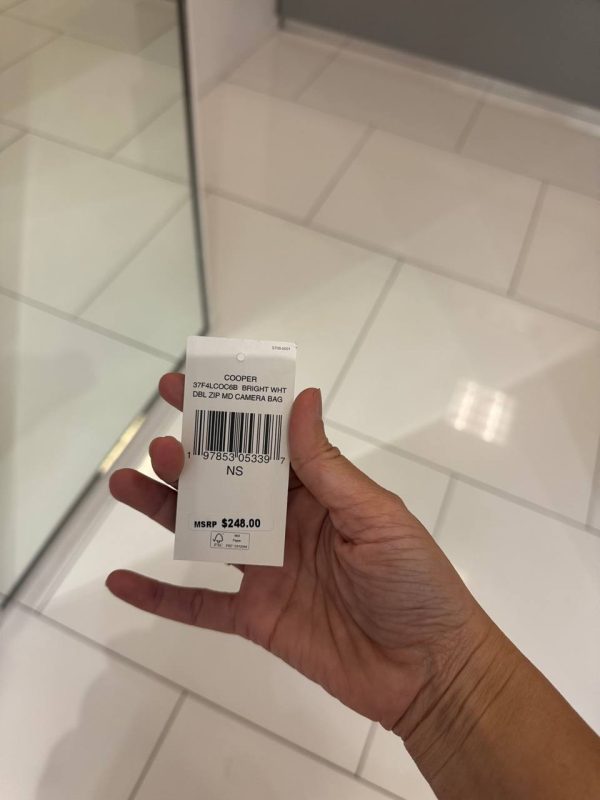 COOPER
37F4LCOC6B BRIGHT WHT
DBL ZIP MD CAMERA BAG
1 97853 05339 7
NS
MSRP $248.00